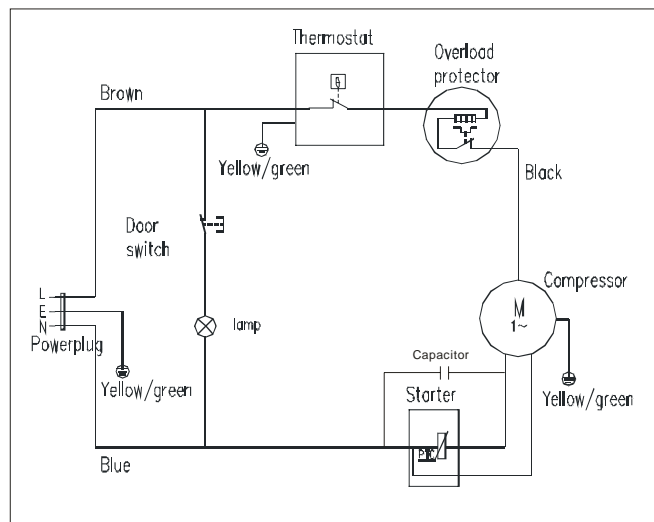 Thermostat
Overload
protector
Brown
Yellow/green
Black
Door
switch
Compressor
L
E
N
M
1~
lamp
Powerplug
Capacitor
Yellow/green
Starter
Yellow/green
PTC
Blue